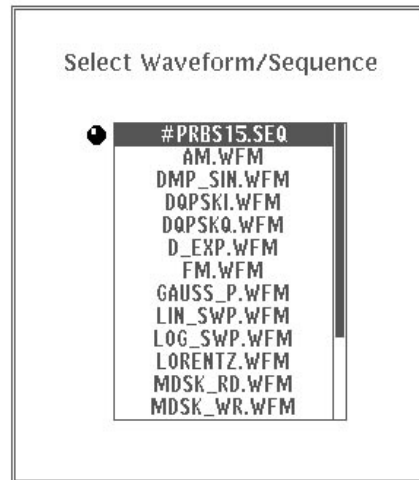 Select Waveform/Sequence
#PRBS15.SEQ
AM.WFM
DMP_SIN.WFM
DQPSKI.WFM
DQPSKQ.WFM
D_EXP.WFM
FM.WFM
GAUSS_P.WFM
LIN_SWP.WFM
LOG_SWP.WFM
LORENTZ.WFM
MDSK_RD.WFM
MDSK_WR.WFM